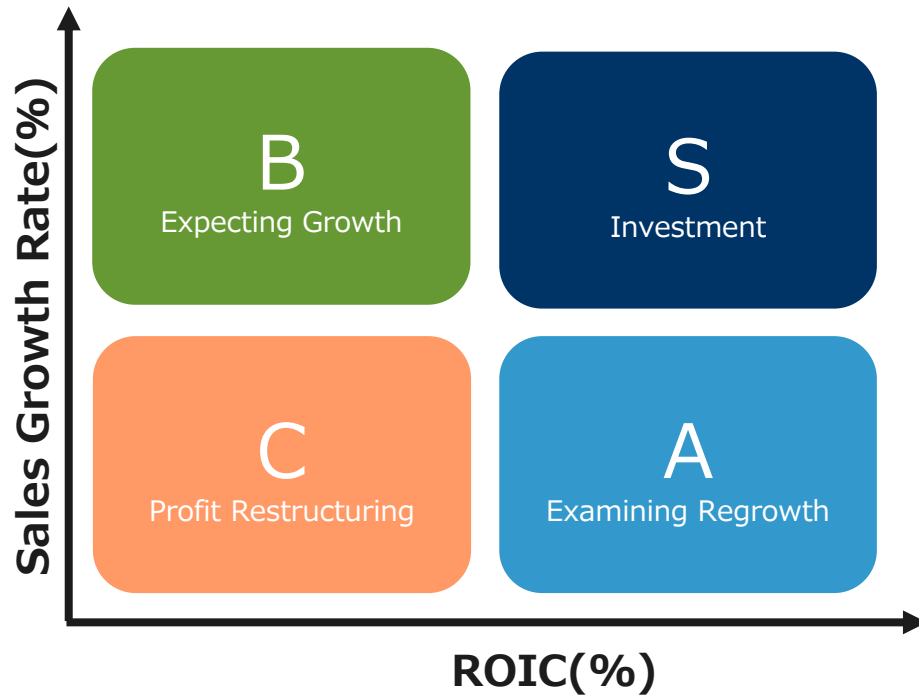 Sales Growth Rate(%)
B
Expecting Growth
S
Investment
C
Profit Restructuring
A
Examining Regrowth
ROIC(%)